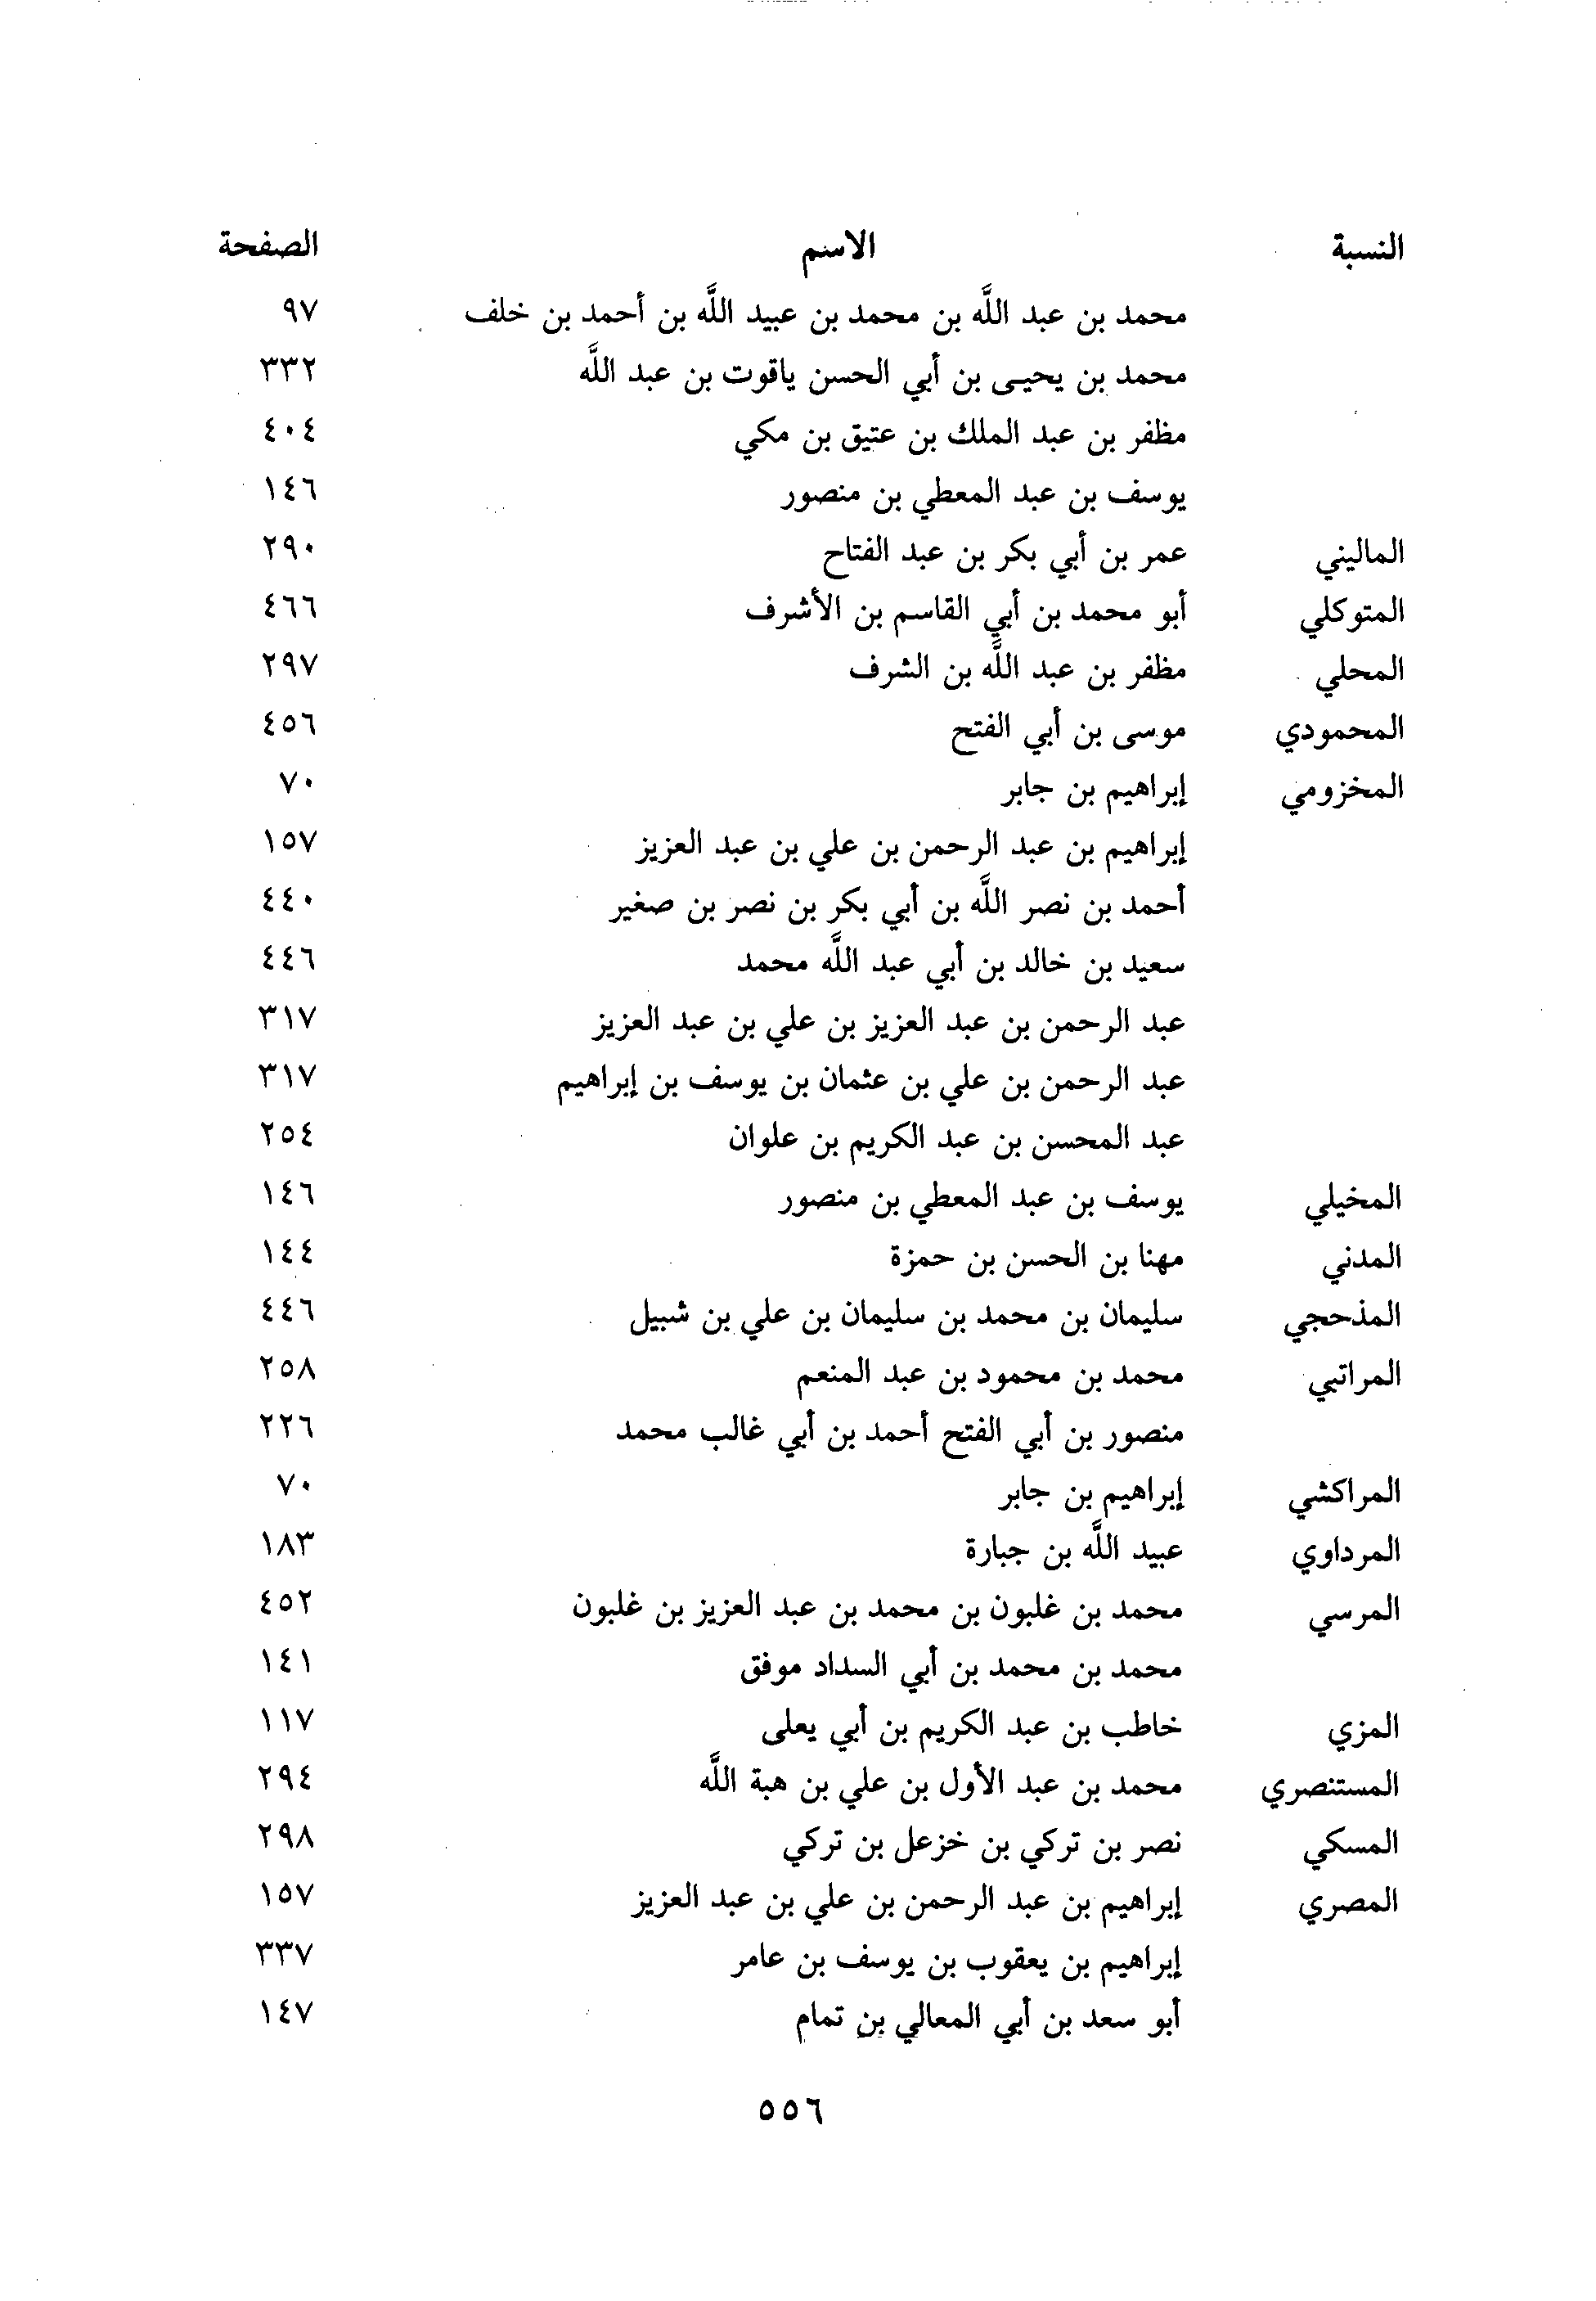 النسبة الاسم الصفحة
محمد بن عبد اللَّه بن محمد بن عبيد اللَّه بن أحمد بن خلف ٩٧
محمد بن يحيى بن أبي الحسن ياقوت بن عبد اللَّه ٣٣٢
مظفر بن عبد الملك بن عتيق بن مكي ٤٠٤
يوسف بن عبد المعطي بن منصور ١٤٦
الماليني عمر بن أبي بكر بن عبد الفتاح ٢٩٠
المتوكلي أبو محمد بن أبي القاسم بن الأشرف ٤٦٦
المحلي مظفر بن عبد اللَّه بن الشرف ٢٩٧
المحمودي موسى بن أبي الفتح ٤٥٦
المخزومي إبراهيم بن جابر ٧٠
إبراهيم بن عبد الرحمن بن علي بن عبد العزيز ١٥٧
أحمد بن نصر اللَّه بن أبي بكر بن نصر بن صغير ٤٤٠
سعيد بن خالد بن أبي عبد اللَّه محمد ٤٤٦
عبد الرحمن بن عبد العزيز بن علي بن عبد العزيز ٣١٧
عبد الرحمن بن علي بن عثمان بن يوسف بن إبراهيم ٣١٧
عبد المحسن بن عبد الكريم بن علوان ٢٥٤
المخيلي يوسف بن عبد المعطي بن منصور ١٤٦
المدني مهنا بن الحسن بن حمزة ١٤٤
المذحجي سليمان بن محمد بن سليمان بن علي بن شبيل ٤٤٦
المراتبي محمد بن محمود بن عبد المنعم ٢٥٨
منصور بن أبي الفتح أحمد بن أبي غالب محمد ٢٢٦
المراكشي إبراهيم بن جابر ٧٠
المرداوي عبيد اللَّه بن جبارة ١٨٣
المرسي محمد بن غلبون بن محمد بن عبد العزيز بن غلبون ٤٥٢
محمد بن محمد بن أبي السداد موفق ١٤١
المزي خاطب بن عبد الكريم بن أبي يعلى ١١٧
المستنصري محمد بن عبد الأول بن علي بن هبة اللَّه ٢٩٤
المسكي نصر بن تركي بن خزعل بن تركي ٢٩٨
المصري إبراهيم بن عبد الرحمن بن علي بن عبد العزيز ١٥٧
إبراهيم بن يعقوب بن يوسف بن عامر ٣٣٧
أبو سعد بن أبي المعالي بن تمام ١٤٧
٥٥٦